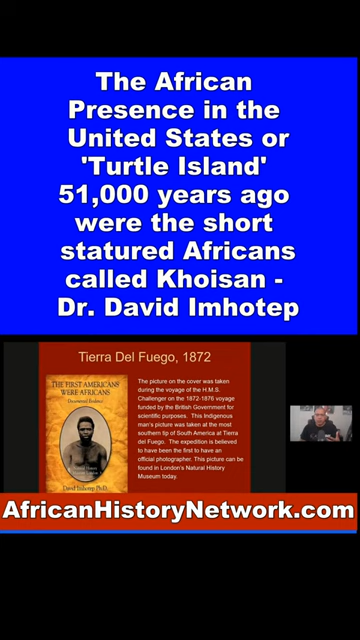 The African
Presence in the
United States or
'Turtle Island'
51,000 years ago
were the short
statured Africans
called Khoisan -
Dr. David Imhotep
Tierra Del Fuego, 1872
THE FIRST AMERICANS
WERE AFRICANS
David Imhotep Ph.D.
The picture on the cover was taken
during the voyage of the H.M.S.
Challenger on the 1872-1876 voyage
funded by the British Government for
scientific purposes. This Indigenous
man's picture was taken at the most
southern tip of South America at Tierra
del Fuego. The expedition is believed
to have been the first to have an
official photographer. This picture can be
found in London's Natural History
Museum today.
AfricanHistoryNetwork.com